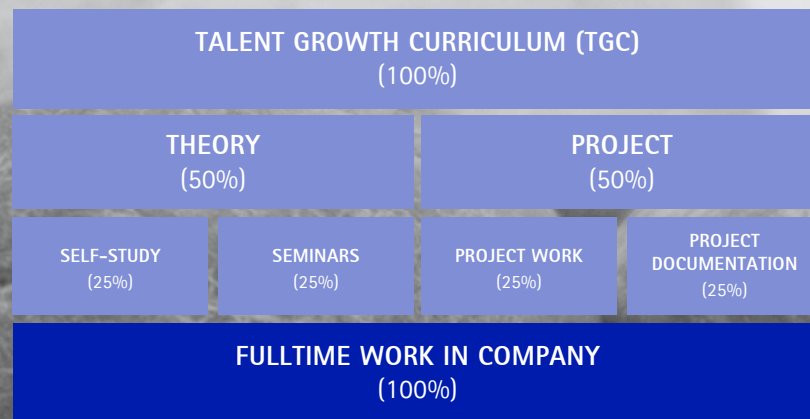 TALENT GROWTH CURRICULUM (TGC)
(100%)
THEORY
(50%)
PROJECT
(50%)
SELF-STUDY
(25%)
SEMINARS
(25%)
PROJECT WORK
(25%)
PROJECT
DOCUMENTATION
(25%)
FULLTIME WORK IN COMPANY
(100%)